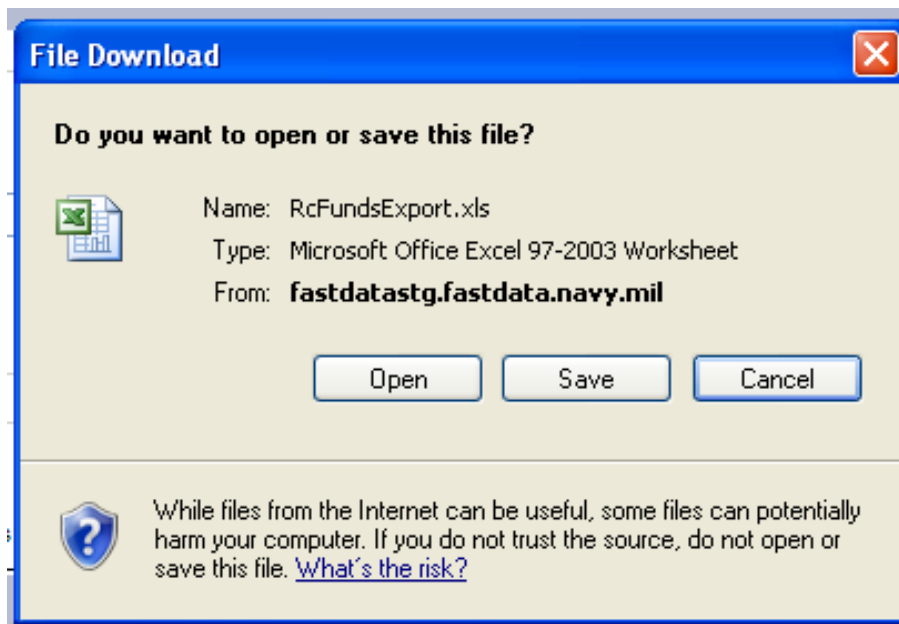 File Download
Do you want to open or save this file?
Name: RcFundsExport.xls
Type: Microsoft Office Excel 97-2003 Worksheet
From: fastdatastg.fastdata.navy.mil
Open Save Cancel
While files from the Internet can be useful, some files can potentially
harm your computer. If you do not trust the source, do not open or
save this file. What's the risk?